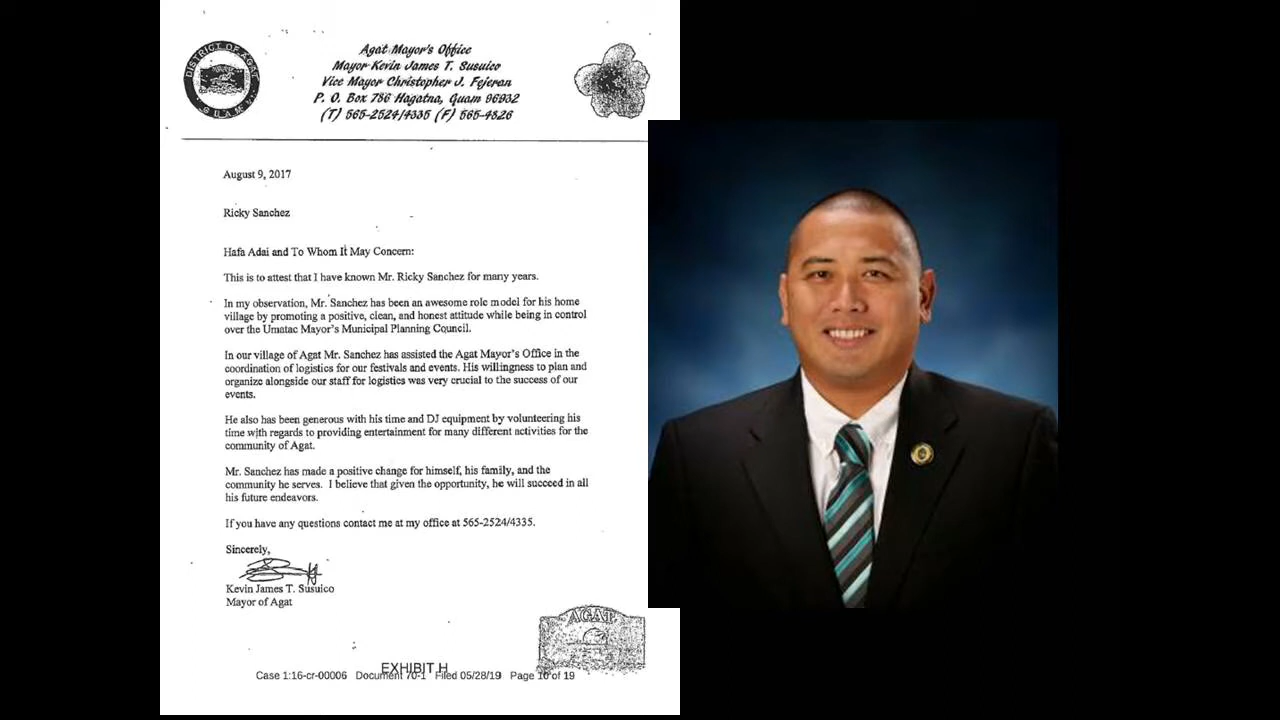 DISTRICT OF AGAT
GUAM
Agat Mayor's Office
Mayor Kevin James T. Susuico
Vice Mayor Christopher J. Fejeran
P. O. Box 786 Hagatna, Guam 96932
(T) 565-2524/4335 (F) 565-4826
August 9, 2017
Ricky Sanchez
Hafa Adai and To Whom It May Concern:
This is to attest that I have known Mr. Ricky Sanchez for many years.
In my observation, Mr. Sanchez has been an awesome role model for his home
village by promoting a positive, clean, and honest attitude while being in control
over the Umatac Mayor's Municipal Planning Council.
In our village of Agat Mr. Sanchez has assisted the Agat Mayor's Office in the
coordination of logistics for our festivals and events. His willingness to plan and
organize alongside our staff for logistics was very crucial to the success of our
events.
He also has been generous with his time and DJ equipment by volunteering his
time with regards to providing entertainment for many different activities for the
community of Agat.
Mr. Sanchez has made a positive change for himself, his family, and the
community he serves. I believe that given the opportunity, he will succeed in all
his future endeavors.
If you have any questions contact me at my office at 565-2524/4335.
Sincerely,
Kevin James T. Susuico
Mayor of Agat
AGAT
EXHIBIT H
Case 1:16-cr-00006 Document 70-1 Filed 05/28/19 Page 10 of 19